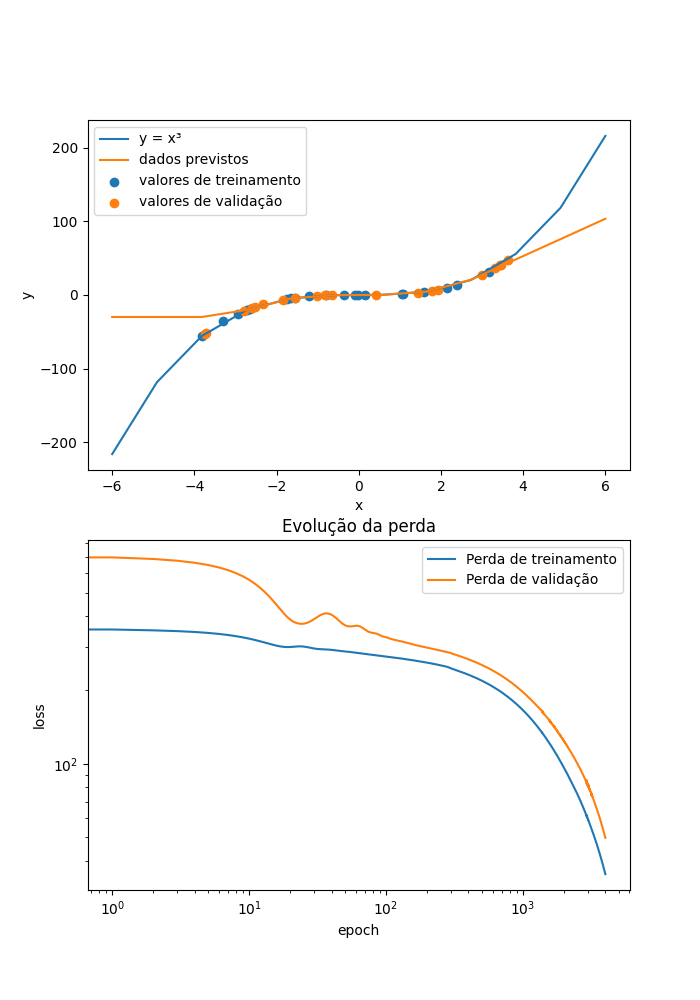 y = x³
dados previstos
valores de treinamento
valores de validação
200
100
0
−100
−200
y
−6
−4
−2
0
2
4
6
x
Evolução da perda
Perda de treinamento
Perda de validação
loss
10²
10⁰
10¹
10²
10³
epoch